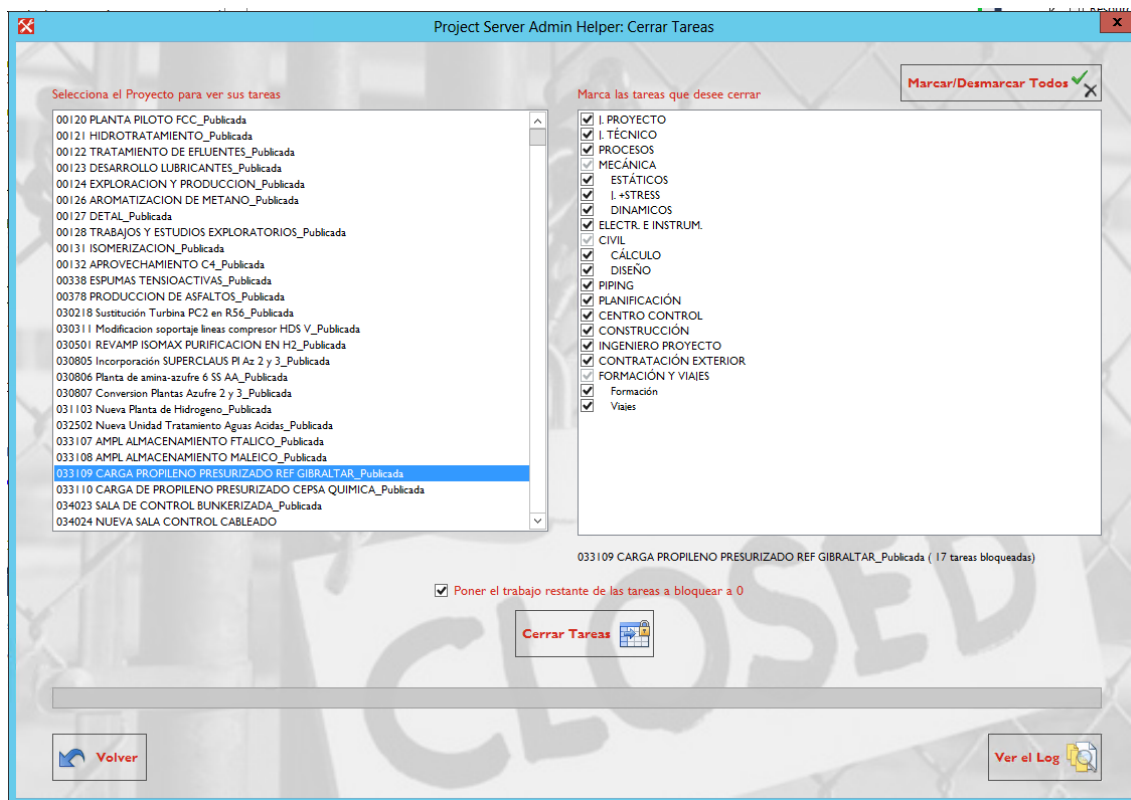 Project Server Admin Helper: Cerrar Tareas
x
Selecciona el Proyecto para ver sus tareas
Marca las tareas que desee cerrar
Marcar/Desmarcar Todos
00120 PLANTA PILOTO FCC_Publicada
00121 HIDROTRATAMIENTO_Publicada
00122 TRATAMIENTO DE EFLUENTES_Publicada
00123 DESARROLLO LUBRICANTES_Publicada
00124 EXPLORACION Y PRODUCCION_Publicada
00126 AROMATIZACION DE METANO_Publicada
00127 DETAL_Publicada
00128 TRABAJOS Y ESTUDIOS EXPLORATORIOS_Publicada
00131 ISOMERIZACION_Publicada
00132 APROVECHAMIENTO C4_Publicada
00338 ESPUMAS TENSIOACTIVAS_Publicada
00378 PRODUCCION DE ASFALTOS_Publicada
030218 Sustitución Turbina PC2 en R56_Publicada
030311 Modificacion soportaje lineas compresor HDS V_Publicada
030501 REVAMP ISOMAX PURIFICACION EN H2_Publicada
030805 Incorporación SUPERCLAUS PI Az 2 y 3_Publicada
030806 Planta de amina-azufre 6 SS AA_Publicada
030807 Conversion Plantas Azufre 2 y 3_Publicada
031103 Nueva Planta de Hidrogeno_Publicada
032502 Nueva Unidad Tratamiento Aguas Acidas_Publicada
033107 AMPL ALMACENAMIENTO FTALICO_Publicada
033108 AMPL ALMACENAMIENTO MALEICO_Publicada
033109 CARGA PROPILENO PRESURIZADO REF GIBRALTAR_Publicada
033110 CARGA DE PROPILENO PRESURIZADO CEPSA QUIMICA_Publicada
034023 SALA DE CONTROL BUNKERIZADA_Publicada
034024 NUEVA SALA CONTROL CABLEADO
J. PROYECTO
J. TÉCNICO
PROCESOS
MECÁNICA
ESTÁTICOS
J. +STRESS
DINAMICOS
ELECTR. E INSTRUM.
CIVIL
CÁLCULO
DISEÑO
PIPING
PLANIFICACIÓN
CENTRO CONTROL
CONSTRUCCIÓN
INGENIERO PROYECTO
CONTRATACIÓN EXTERIOR
FORMACIÓN Y VIAJES
Formación
Viajes
033109 CARGA PROPILENO PRESURIZADO REF GIBRALTAR_Publicada ( 17 tareas bloqueadas)
Poner el trabajo restante de las tareas a bloquear a 0
Cerrar Tareas
CLOSED
Volver
Ver el Log